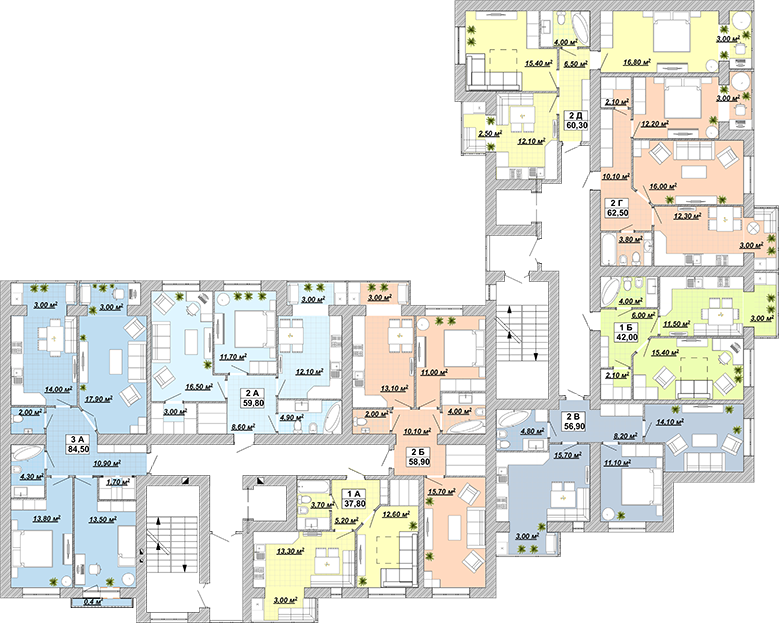 4.00 м²
3.00 м²
15.40 м²
6.50 м²
16.80 м²
2.10 м²
3.00 м²
2 Д
60,30
12.20 м²
2.50 м²
12.10 м²
10.10 м²
16.00 м²
2 Г
62,50
12.30 м²
3.80 м²
3.00 м²
4.00 м²
6.00 м²
3.00 м²
1 Б
42,00
11.50 м²
15.40 м²
2.10 м²
3.00 м²
3.00 м²
3.00 м²
3.00 м²
11.70 м²
12.10 м²
11.00 м²
14.00 м²
17.90 м²
16.50 м²
2 А
59,80
13.10 м²
2.00 м²
3.00 м²
8.60 м²
4.90 м²
2.00 м²
4.00 м²
10.10 м²
3 А
84,50
4.30 м²
10.90 м²
1.70 м²
2 Б
58,90
2 В
56,90
4.80 м²
8.20 м²
14.10 м²
15.70 м²
11.10 м²
3.00 м²
1 А
37,80
3.70 м²
5.20 м²
12.60 м²
15.70 м²
13.80 м²
13.50 м²
13.30 м²
3.00 м²
0.4 м²